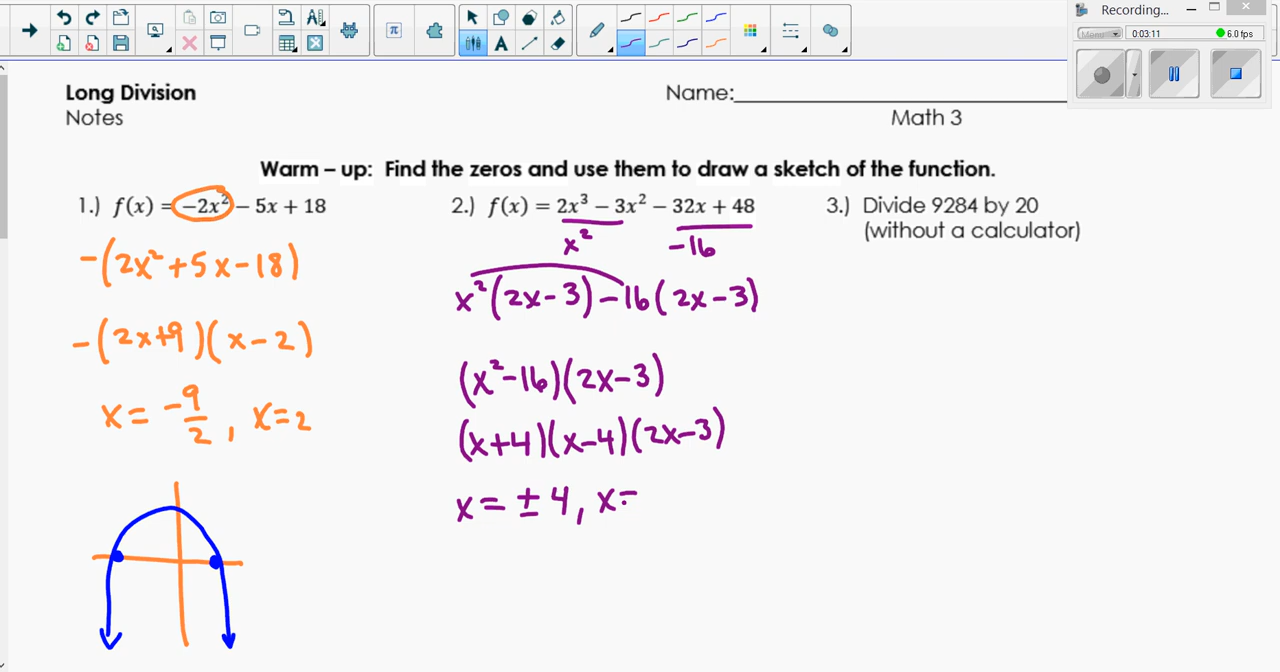 Recording...
Menu 00:03:11 6.0 fps
Long Division
Name:
Notes
Math 3
Warm – up: Find the zeros and use them to draw a sketch of the function.
1.) f(x) = −2x² − 5x + 18
−(2x² + 5x − 18)
−(2x+9)(x − 2)
x = −9/2, x = 2
2.) f(x) = 2x³ − 3x² − 32x + 48
x² −16
x²(2x − 3) − 16(2x − 3)
(x² − 16)(2x − 3)
(x+4)(x−4)(2x−3)
x = ± 4, x=
3.) Divide 9284 by 20
(without a calculator)